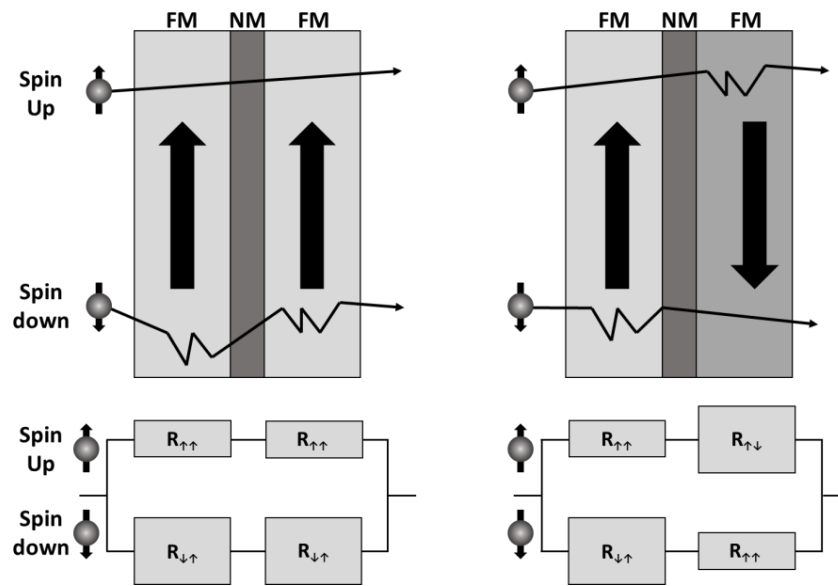 FM NM FM
FM NM FM
Spin
Up
Spin
down
Spin
Up
Spin
down
R↑↑ R↑↑
R↓↑ R↓↑
R↑↑ R↑↓
R↓↑ R↑↑